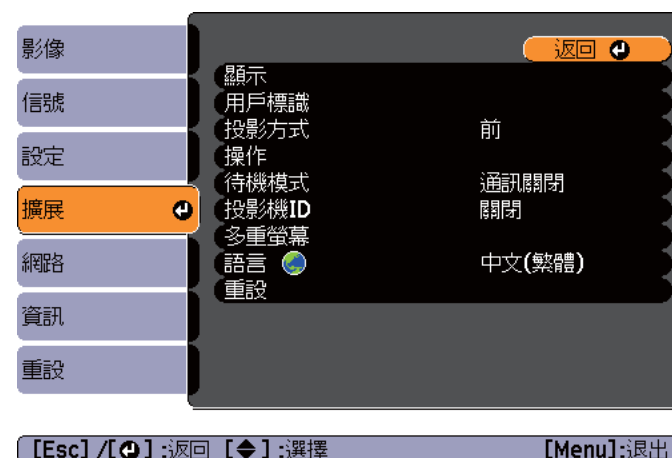 影像
信號
設定
擴展
網路
資訊
重設
返回
顯示
用戶標識
投影方式 前
操作
待機模式 通訊關閉
投影機ID 關閉
多重螢幕
語言 中文(繁體)
重設
[Esc] /[⏎] :返回 [◆] :選擇 [Menu]:退出